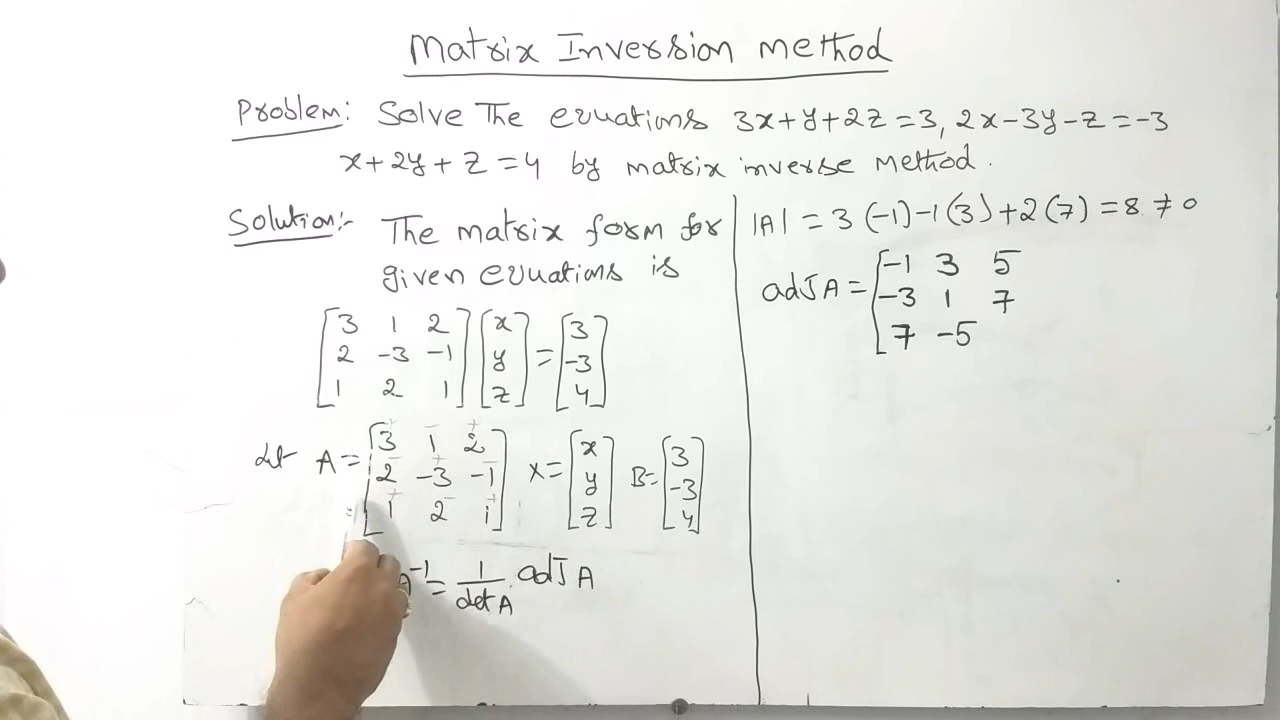 Matrix Inversion method
Problem: Solve The equations 3x+y+2z=3, 2x-3y-z=-3
x+2y+z=4 by matrix inverse method.
Solution:- The matrix form for
given equations is
[3 1 2] [x] = [3]
[2 -3 -1] [y] [-3]
[1 2 1] [z] [4]
let A= [3 1 2] X= [x] B= [3]
[2 -3 -1] [y] [-3]
[1 2 1] [z] [4]
A⁻¹ = 1/det A . adJ A
|A| = 3(-1)-1(3)+2(7)=8 ≠ 0
adJ A = [-1 3 5
-3 1 7
7 -5